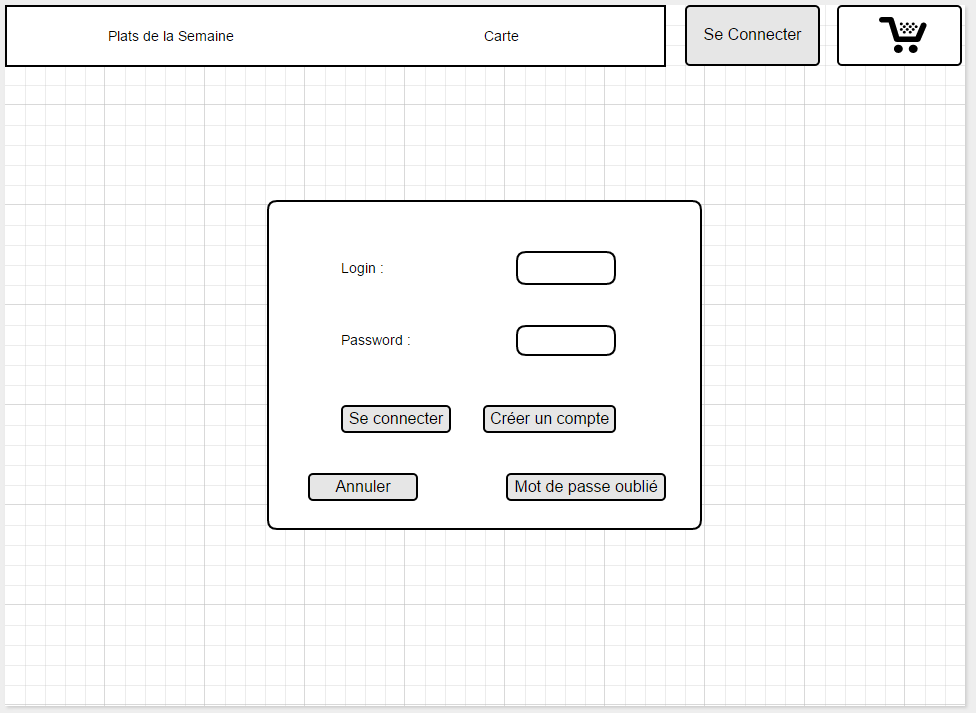 Plats de la Semaine
Carte
Se Connecter
Login :
Password :
Se connecter
Créer un compte
Annuler
Mot de passe oublié